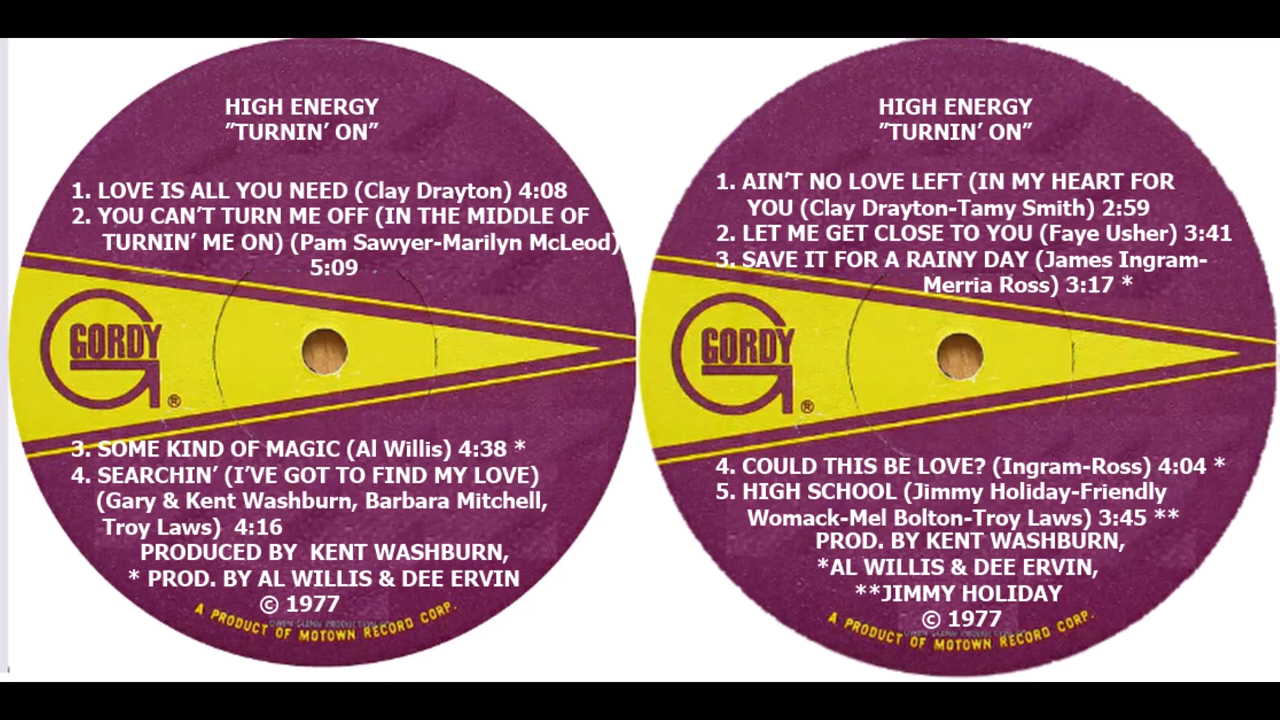 HIGH ENERGY
"TURNIN' ON"
1. LOVE IS ALL YOU NEED (Clay Drayton) 4:08
2. YOU CAN'T TURN ME OFF (IN THE MIDDLE OF
TURNIN' ME ON) (Pam Sawyer-Marilyn McLeod)
5:09
GORDY
®
3. SOME KIND OF MAGIC (Al Willis) 4:38 *
4. SEARCHIN' (I'VE GOT TO FIND MY LOVE)
(Gary & Kent Washburn, Barbara Mitchell,
Troy Laws) 4:16
PRODUCED BY KENT WASHBURN,
* PROD. BY AL WILLIS & DEE ERVIN
© 1977
A PRODUCT OF MOTOWN RECORD CORP.
HIGH ENERGY
"TURNIN' ON"
1. AIN'T NO LOVE LEFT (IN MY HEART FOR
YOU (Clay Drayton-Tamy Smith) 2:59
2. LET ME GET CLOSE TO YOU (Faye Usher) 3:41
3. SAVE IT FOR A RAINY DAY (James Ingram-
Merria Ross) 3:17 *
GORDY
®
4. COULD THIS BE LOVE? (Ingram-Ross) 4:04 *
5. HIGH SCHOOL (Jimmy Holiday-Friendly
Womack-Mel Bolton-Troy Laws) 3:45 **
PROD. BY KENT WASHBURN,
*AL WILLIS & DEE ERVIN,
**JIMMY HOLIDAY
© 1977
A PRODUCT OF MOTOWN RECORD CORP.